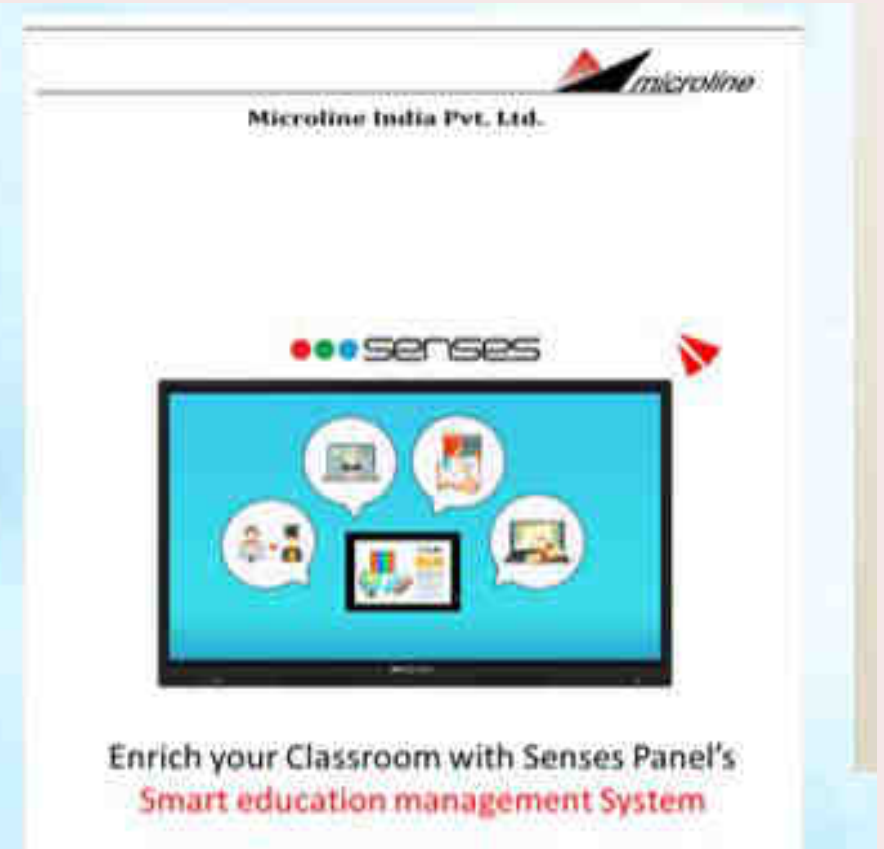 microline
Microline India Pvt. Ltd.
senses
Enrich your Classroom with Senses Panel's
Smart education management System